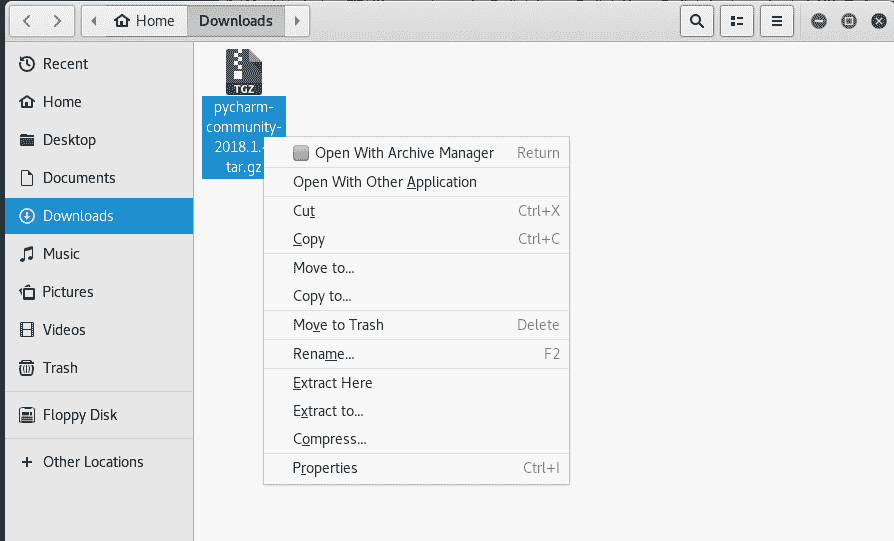 Home
Downloads
Recent
Home
Desktop
Documents
Downloads
Music
Pictures
Videos
Trash
Floppy Disk
Other Locations
TGZ
pycharm-
community-
2018.1.
tar.gz
Open With Archive Manager Return
Open With Other Application
Cut Ctrl+X
Copy Ctrl+C
Move to...
Copy to...
Move to Trash Delete
Rename... F2
Extract Here
Extract to...
Compress...
Properties Ctrl+I